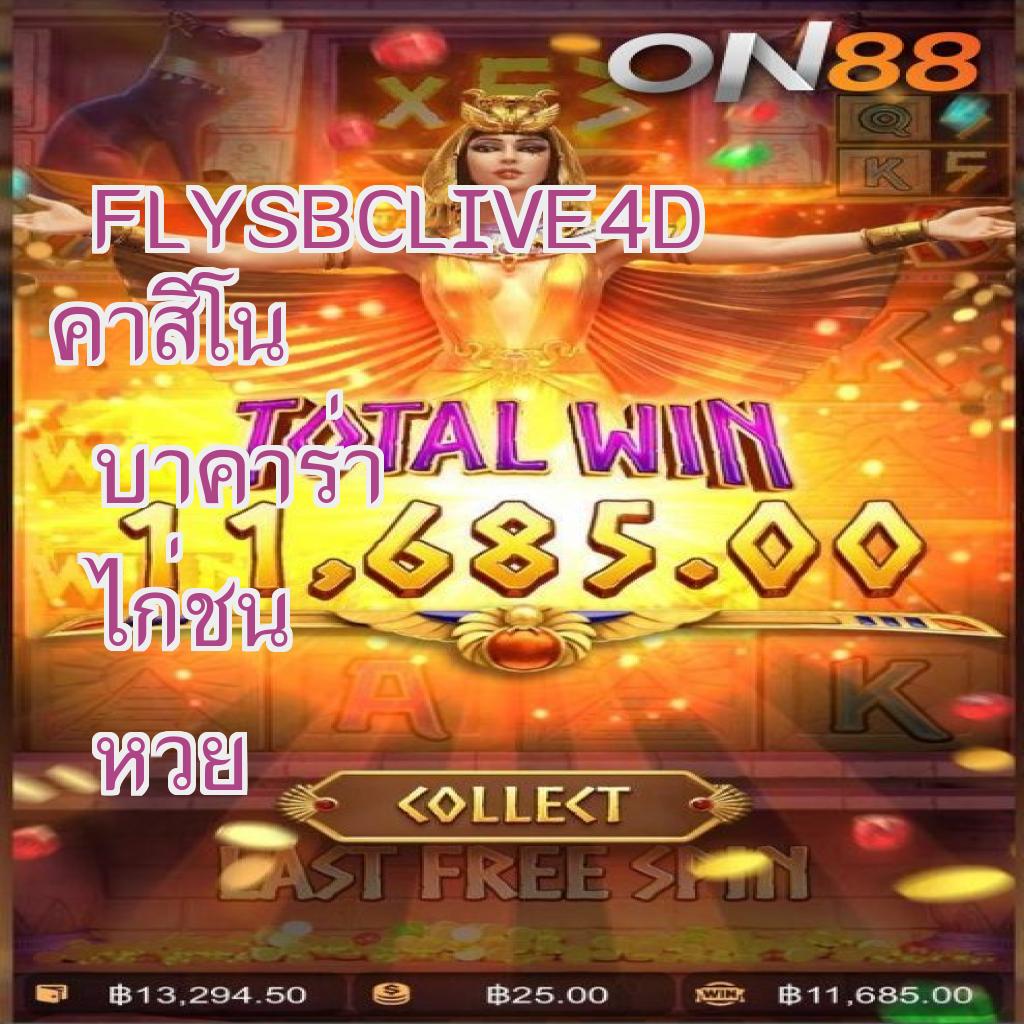 ON88
x53
Q
K
FLYSBCLIVE4D
คาสิโน
บาคาร่า
TOTAL WIN
11,685.00
ไก่ชน
A
K
หวย
COLLECT
LAST FREE SPIN
฿13,294.50
฿25.00
WIN
฿11,685.00